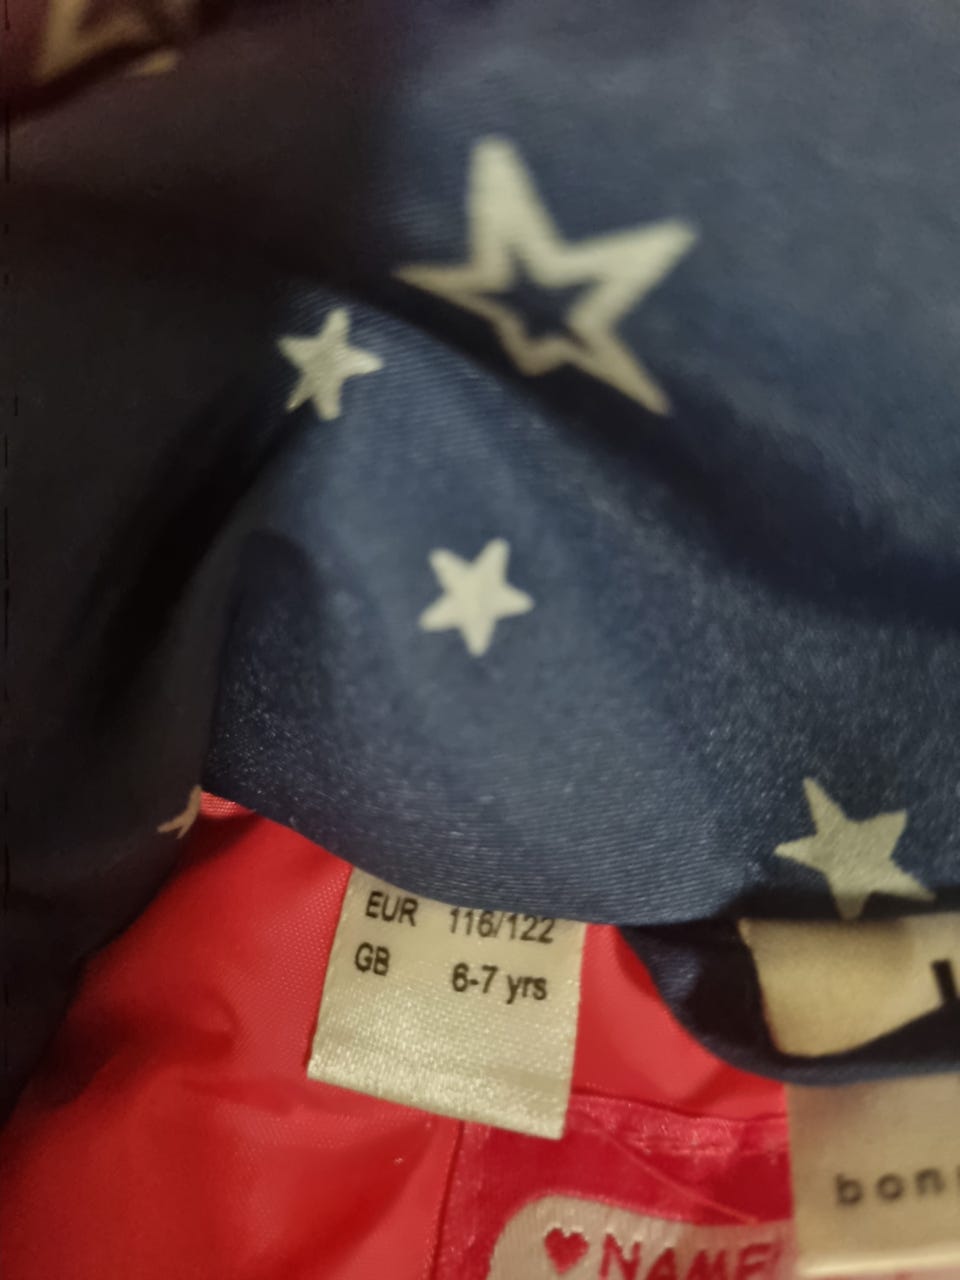 EUR 116/122
GB 6-7 yrs
bon
NAME